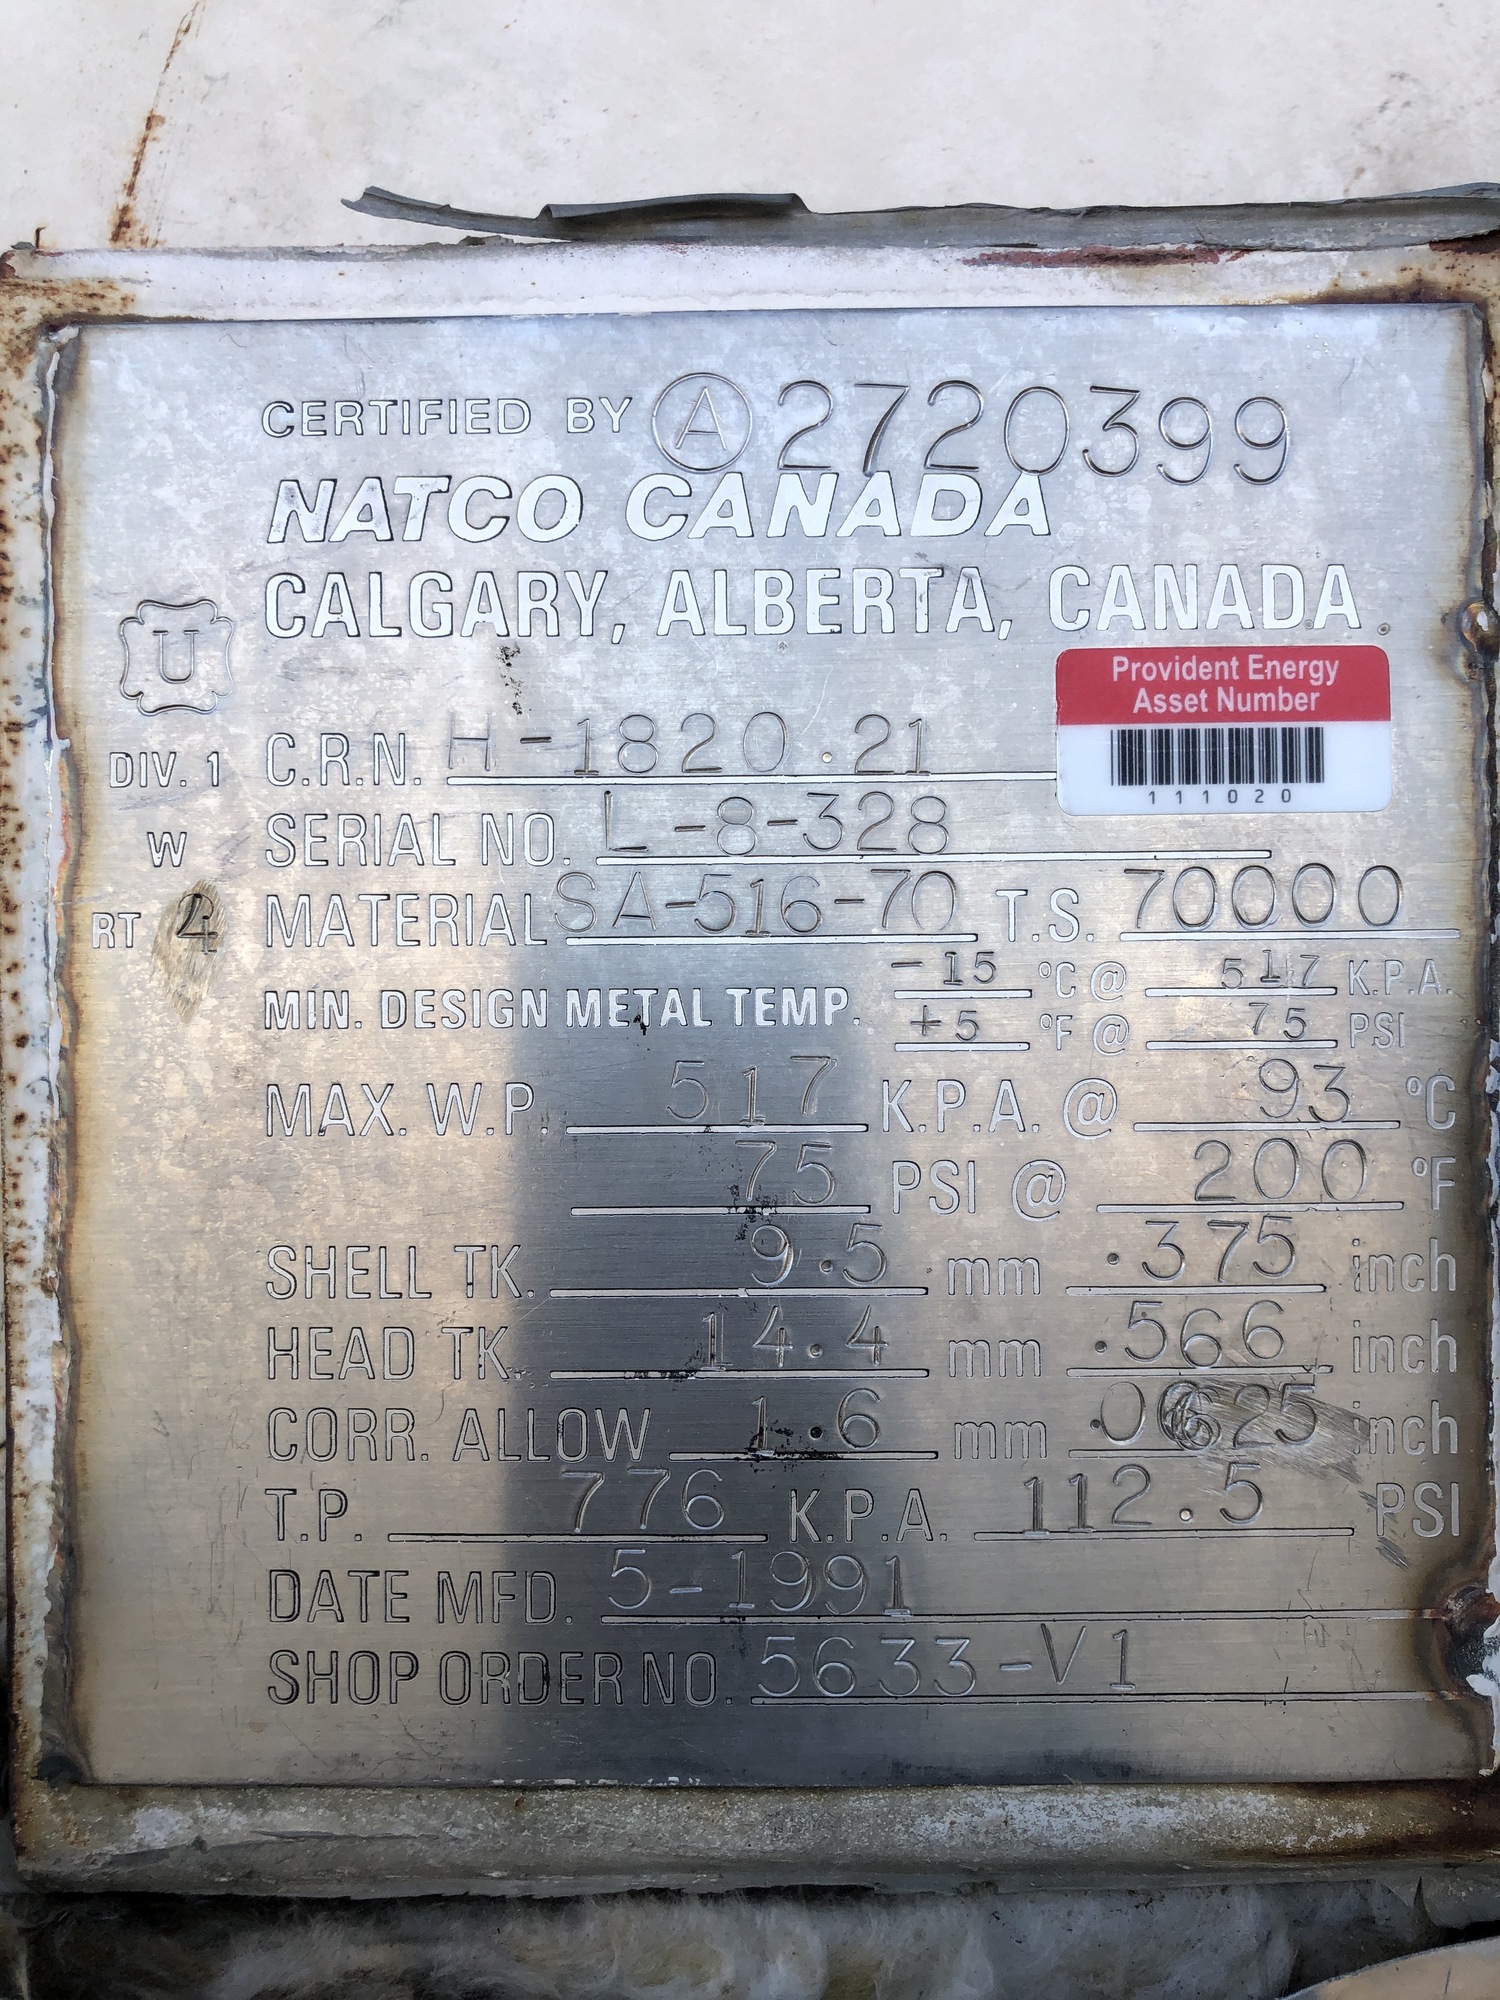 CERTIFIED BY Ⓐ 2720399
NATCO CANADA
CALGARY, ALBERTA, CANADA
U
Provident Energy
Asset Number
111020
DIV. 1 C.R.N. H-1820.21
W SERIAL NO. L-8-328
RT 4 MATERIAL SA-516-70 T.S. 70000
MIN. DESIGN METAL TEMP. -15 °C @ 517 K.P.A.
+5 °F @ 75 PSI
MAX. W.P. 517 K.P.A. @ 93 °C
75 PSI @ 200 °F
SHELL TK. 9.5 mm .375 inch
HEAD TK. 14.4 mm .566 inch
CORR. ALLOW 1.6 mm .0625 inch
T.P. 776 K.P.A. 112.5 PSI
DATE MFD. 5-1991
SHOP ORDER NO. 5633-V1